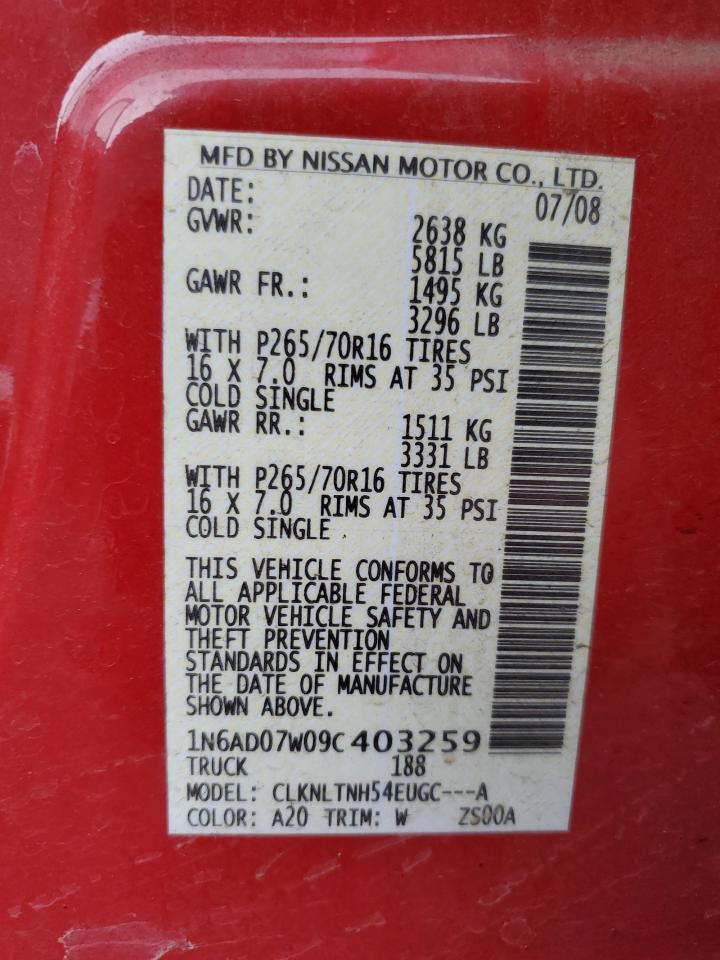 MFD BY NISSAN MOTOR CO., LTD.
DATE: 07/08
GVWR: 2638 KG
5815 LB
GAWR FR.: 1495 KG
3296 LB
WITH P265/70R16 TIRES
16 X 7.0 RIMS AT 35 PSI
COLD SINGLE
GAWR RR.: 1511 KG
3331 LB
WITH P265/70R16 TIRES
16 X 7.0 RIMS AT 35 PSI
COLD SINGLE
THIS VEHICLE CONFORMS TO
ALL APPLICABLE FEDERAL
MOTOR VEHICLE SAFETY AND
THEFT PREVENTION
STANDARDS IN EFFECT ON
THE DATE OF MANUFACTURE
SHOWN ABOVE.
1N6AD07W09C403259
TRUCK 188
MODEL: CLKNLTNH54EUGC---A
COLOR: A20 TRIM: W ZS00A